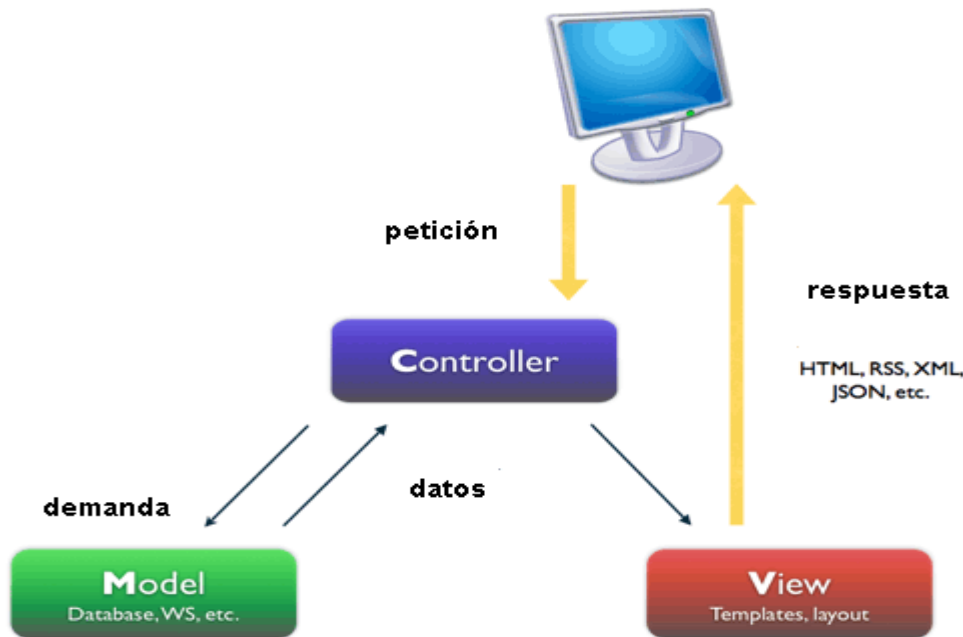 petición
respuesta
Controller
HTML, RSS, XML,
JSON, etc.
demanda
datos
Model
Database, WS, etc.
View
Templates, layout